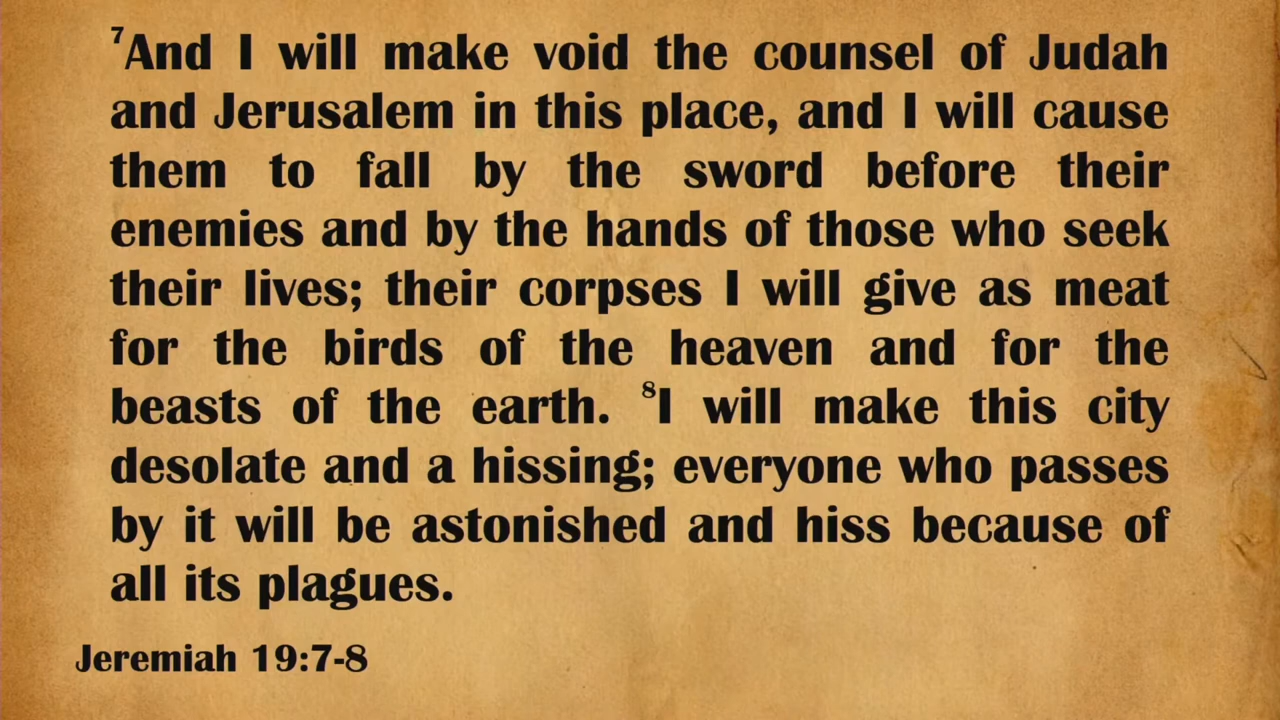 ⁷And I will make void the counsel of Judah
and Jerusalem in this place, and I will cause
them to fall by the sword before their
enemies and by the hands of those who seek
their lives; their corpses I will give as meat
for the birds of the heaven and for the
beasts of the earth. ⁸I will make this city
desolate and a hissing; everyone who passes
by it will be astonished and hiss because of
all its plagues.
Jeremiah 19:7-8